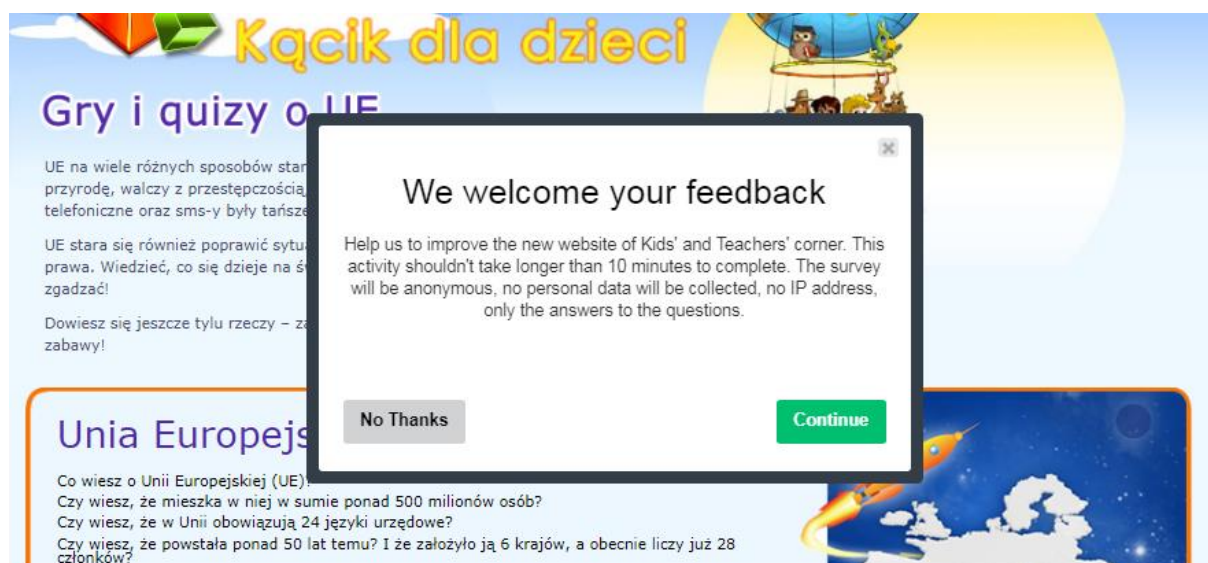 Kącik dla dzieci
Gry i quizy o UE
UE na wiele różnych sposobów
przyrodę, walczy z przestępczością
telefoniczne oraz sms-y były
UE stara się również poprawić
prawa. Wiedzieć, co się dzieje na
zgadzać!
Dowiesz się jeszcze tylu rzeczy –
zabawy!
We welcome your feedback
Help us to improve the new website of Kids' and Teachers' corner. This
activity shouldn't take longer than 10 minutes to complete. The survey
will be anonymous, no personal data will be collected, no IP address,
only the answers to the questions.
No Thanks
Continue
Unia
Co wiesz o Unii Europejskiej (UE)?
Czy wiesz, że mieszka w niej w sumie ponad 500 milionów osób?
Czy wiesz, że w Unii obowiązują 24 języki urzędowe?
Czy wiesz, że powstała ponad 50 lat temu? I że założyło ją 6 krajów, a obecnie liczy już 28
członków?